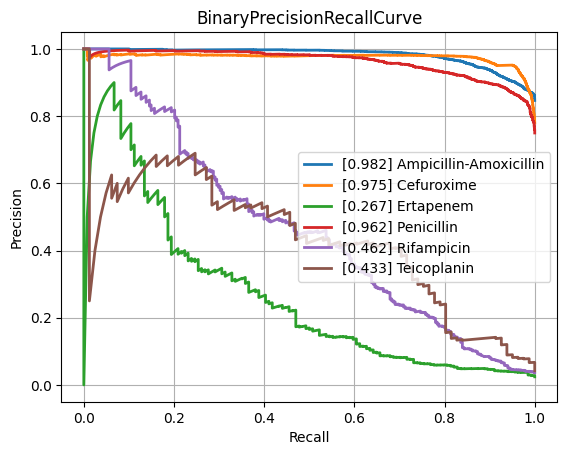 BinaryPrecisionRecallCurve
Precision
1.0
0.8
0.6
0.4
0.2
0.0
[0.982] Ampicillin-Amoxicillin
[0.975] Cefuroxime
[0.267] Ertapenem
[0.962] Penicillin
[0.462] Rifampicin
[0.433] Teicoplanin
0.0 0.2 0.4 0.6 0.8 1.0
Recall